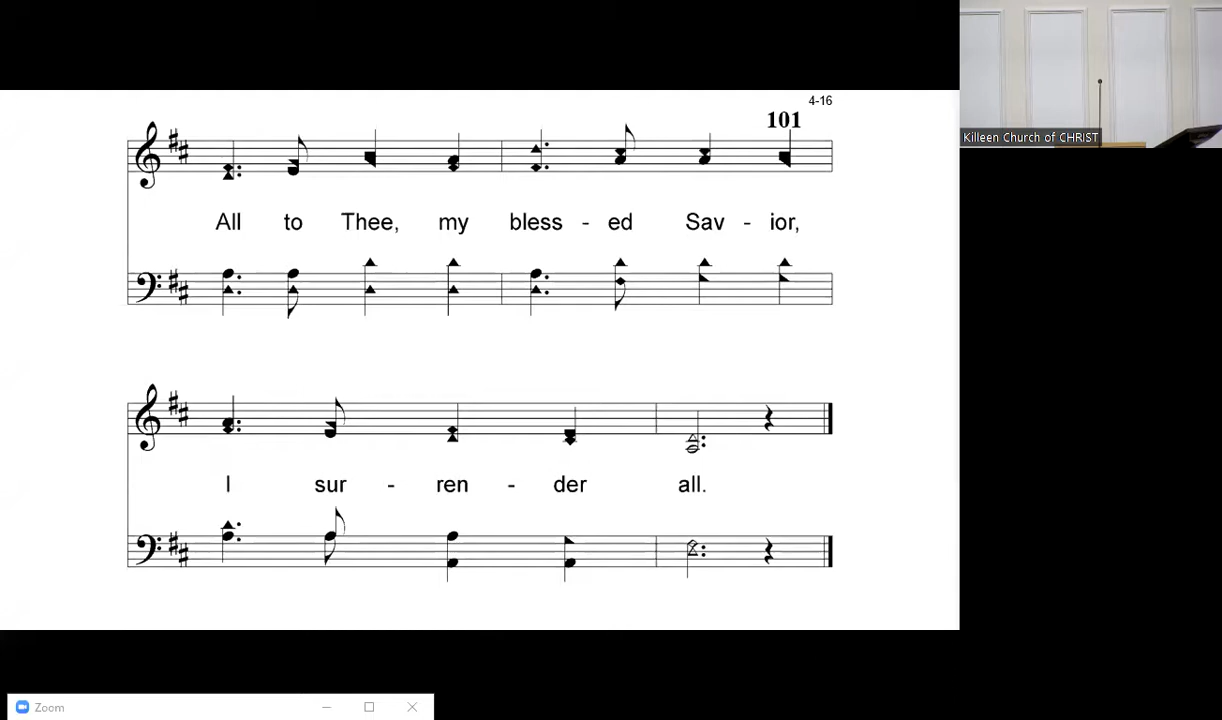 4-16
101
Killeen Church of CHRIST
All to Thee, my bless - ed Sav - ior,
I sur - ren - der all.
Zoom